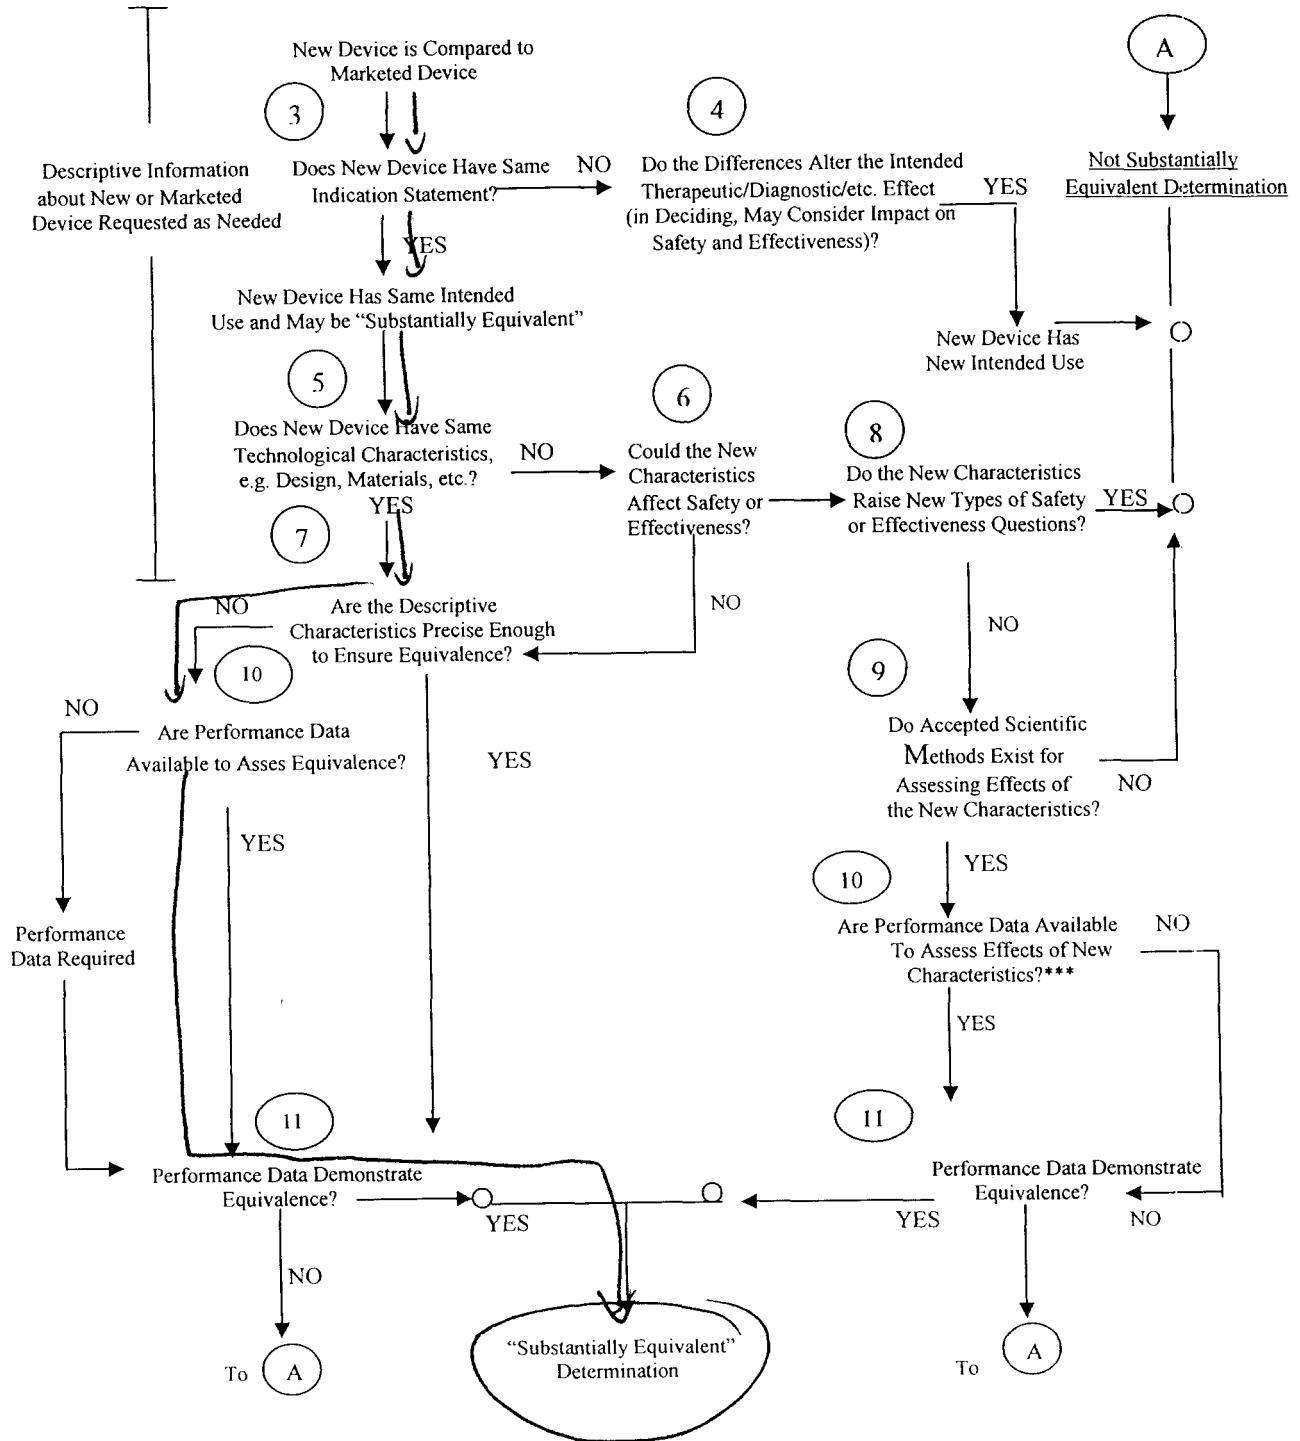 New Device is Compared to
Marketed Device
A
3
4
Descriptive Information
about New or Marketed
Device Requested as Needed
Does New Device Have Same
Indication Statement?
NO
Do the Differences Alter the Intended
Therapeutic/Diagnostic/etc. Effect
(in Deciding, May Consider Impact on
Safety and Effectiveness)?
YES
Not Substantially
Equivalent Determination
YES
New Device Has Same Intended
Use and May be “Substantially Equivalent”
New Device Has
New Intended Use
5
6
8
Does New Device Have Same
Technological Characteristics,
e.g. Design, Materials, etc.?
NO
Could the New
Characteristics
Affect Safety or
Effectiveness?
Do the New Characteristics
Raise New Types of Safety
or Effectiveness Questions?
YES
YES
7
NO
Are the Descriptive
Characteristics Precise Enough
to Ensure Equivalence?
NO
NO
10
9
NO
Are Performance Data
Available to Asses Equivalence?
YES
Do Accepted Scientific
Methods Exist for
Assessing Effects of
the New Characteristics?
NO
YES
10
YES
Performance
Data Required
Are Performance Data Available
To Assess Effects of New
Characteristics?***
NO
YES
11
11
Performance Data Demonstrate
Equivalence?
YES
Performance Data Demonstrate
Equivalence?
YES
NO
NO
“Substantially Equivalent”
Determination
To
A
To
A